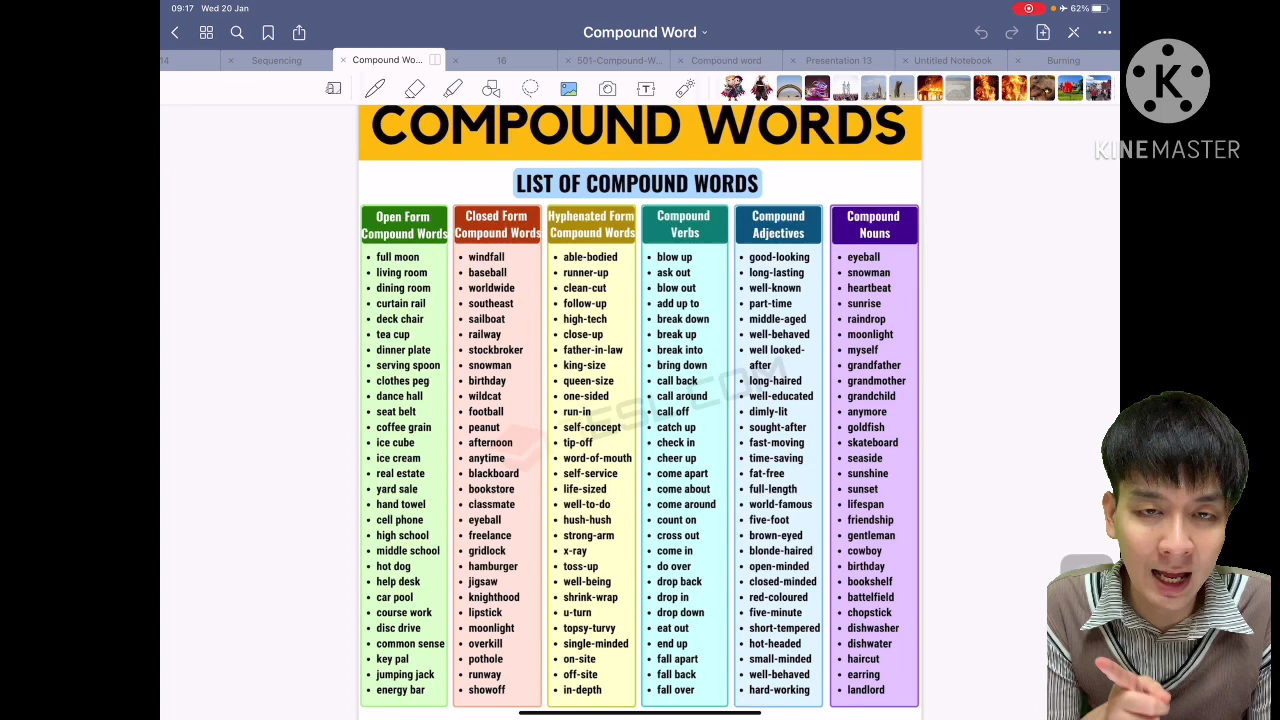 09:17 Wed 20 Jan
62%
Compound Word
14
Sequencing
Compound Wo...
16
501-Compound-W...
Compound word
Presentation 13
Untitled Notebook
Burning
K
KINEMASTER
COMPOUND WORDS
LIST OF COMPOUND WORDS
Open Form
Compound Words
full moon
living room
dining room
curtain rail
deck chair
tea cup
dinner plate
serving spoon
clothes peg
dance hall
seat belt
coffee grain
ice cube
ice cream
real estate
yard sale
hand towel
cell phone
high school
middle school
hot dog
help desk
car pool
course work
disc drive
common sense
key pal
jumping jack
energy bar
Closed Form
Compound Words
windfall
baseball
worldwide
southeast
sailboat
railway
stockbroker
snowman
birthday
wildcat
football
peanut
afternoon
anytime
blackboard
bookstore
classmate
eyeball
freelance
gridlock
hamburger
jigsaw
knighthood
lipstick
moonlight
overkill
pothole
runway
showoff
Hyphenated Form
Compound Words
able-bodied
runner-up
clean-cut
follow-up
high-tech
close-up
father-in-law
king-size
queen-size
one-sided
run-in
self-concept
tip-off
word-of-mouth
self-service
life-sized
well-to-do
hush-hush
strong-arm
x-ray
toss-up
well-being
shrink-wrap
u-turn
topsy-turvy
single-minded
on-site
off-site
in-depth
Compound
Verbs
blow up
ask out
blow out
add up to
break down
break up
break into
bring down
call back
call around
call off
catch up
check in
cheer up
come apart
come about
come around
count on
cross out
come in
do over
drop back
drop in
drop down
eat out
end up
fall apart
fall back
fall over
Compound
Adjectives
good-looking
long-lasting
well-known
part-time
middle-aged
well-behaved
well looked-
after
long-haired
well-educated
dimly-lit
sought-after
fast-moving
time-saving
fat-free
full-length
world-famous
five-foot
brown-eyed
blonde-haired
open-minded
closed-minded
red-coloured
five-minute
short-tempered
hot-headed
small-minded
well-behaved
hard-working
Compound
Nouns
eyeball
snowman
heartbeat
sunrise
raindrop
moonlight
myself
grandfather
grandmother
grandchild
anymore
goldfish
skateboard
seaside
sunshine
sunset
lifespan
friendship
gentleman
cowboy
birthday
bookshelf
battelfield
chopstick
dishwasher
dishwater
haircut
earring
landlord
ESL.COM